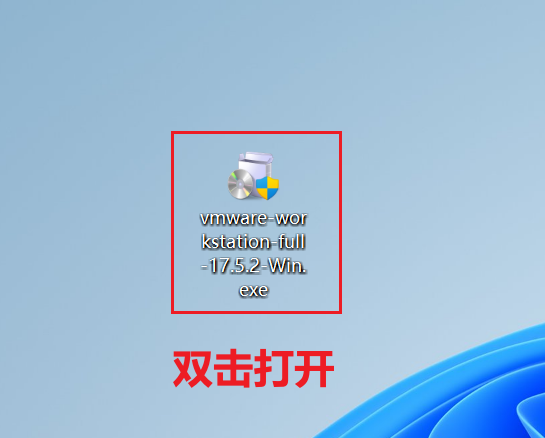 vmware-wor
kstation-full
-17.5.2-Win.
exe
双击打开